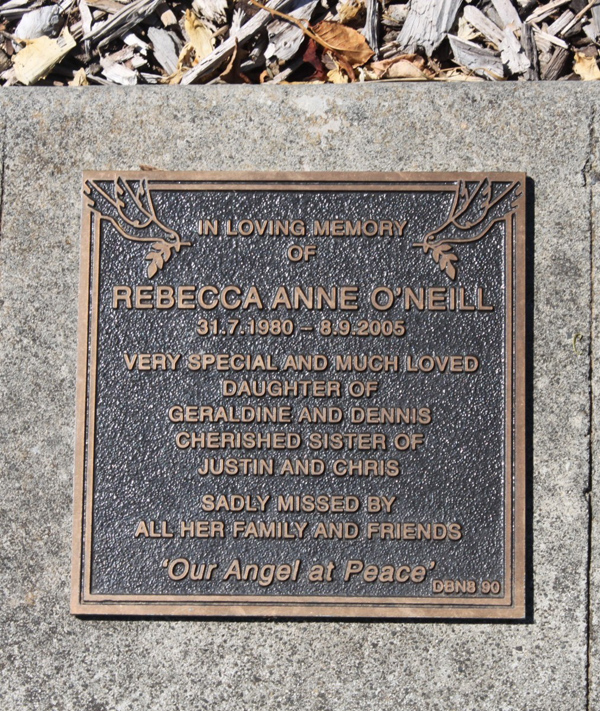 IN LOVING MEMORY
OF
REBECCA ANNE O'NEILL
31.7.1980 – 8.9.2005
VERY SPECIAL AND MUCH LOVED
DAUGHTER OF
GERALDINE AND DENNIS
CHERISHED SISTER OF
JUSTIN AND CHRIS
SADLY MISSED BY
ALL HER FAMILY AND FRIENDS
'Our Angel at Peace'
DBN8 90